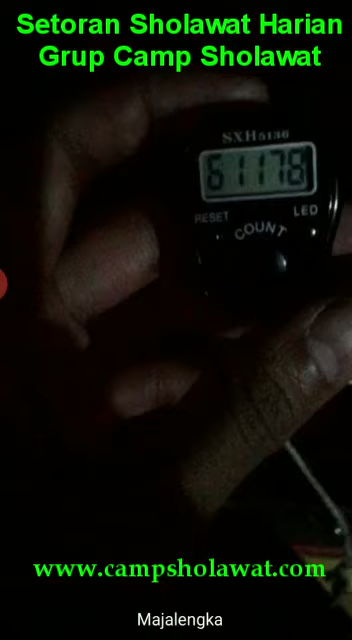 Setoran Sholawat Harian
Grup Camp Sholawat
SXH5136
61178
RESET
LED
COUNT
www.campsholawat.com
Majalengka